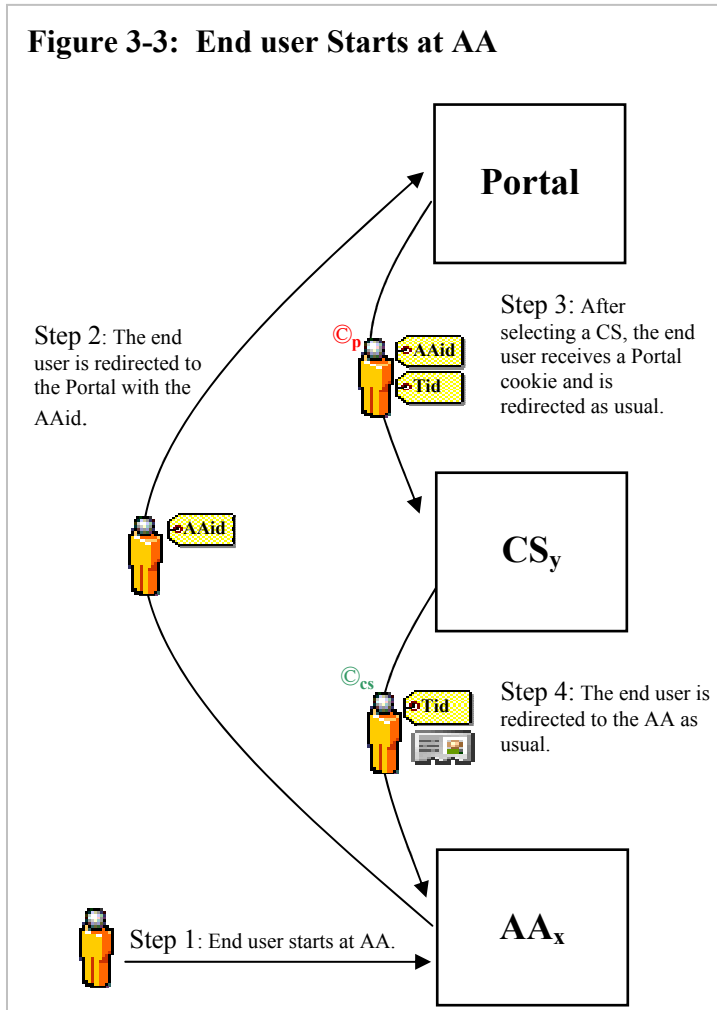 Figure 3-3: End user Starts at AA
Portal
Step 2: The end
user is redirected to
the Portal with the
AAid.
©p
AAid
Tid
Step 3: After
selecting a CS, the end
user receives a Portal
cookie and is
redirected as usual.
AAid
CSy
©cs
Tid
Step 4: The end user is
redirected to the AA as
usual.
AAx
Step 1: End user starts at AA.